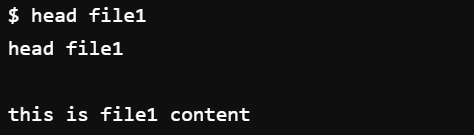 $ head file1
head file1
this is file1 content